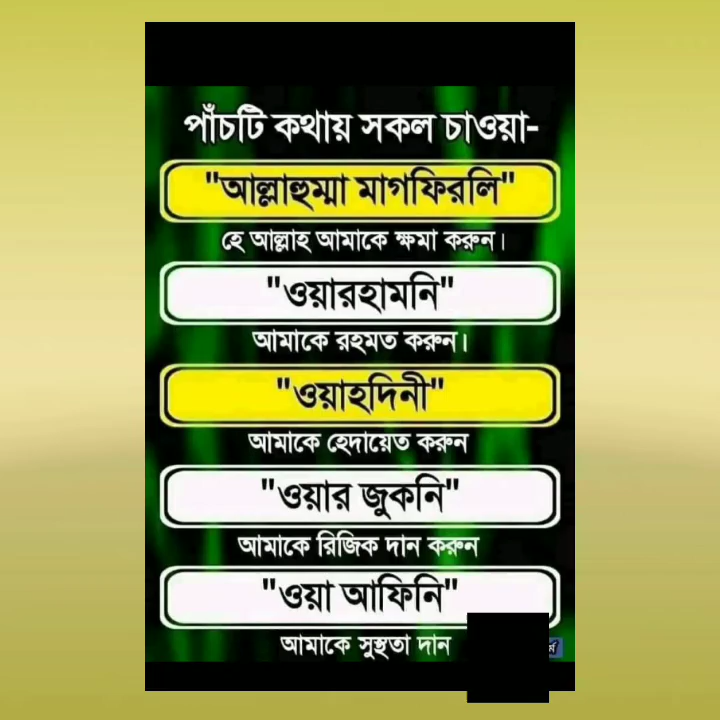 পাঁচটি কথায় সকল চাওয়া-
"আল্লাহুম্মা মাগফিরলি"
হে আল্লাহ আমাকে ক্ষমা করুন।
"ওয়ারহামনি"
আমাকে রহমত করুন।
"ওয়াহদিনী"
আমাকে হেদায়েত করুন
"ওয়ার জুকনি"
আমাকে রিজিক দান করুন
"ওয়া আফিনি"
আমাকে সুস্থতা দান